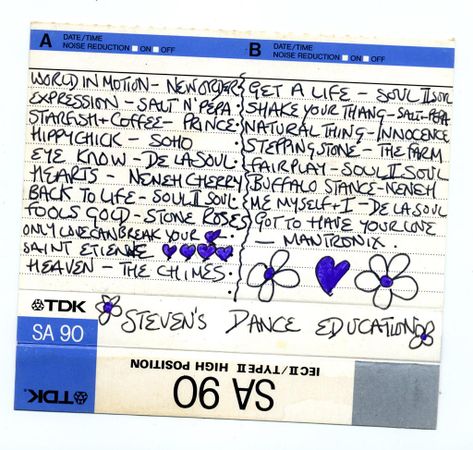 A
DATE/TIME
NOISE REDUCTION ON OFF
WORLD IN MOTION - NEW ORDER
EXPRESSION - SALT N' PEPA
STARFISH + COFFEE - PRINCE
HIPPYCHICK - SOHO
EYE KNOW - DE LA SOUL
HEARTS - NENEH CHERRY
BACK TO LIFE - SOUL II SOUL
FOOLS GOLD - STONE ROSES
ONLY LOVE CAN BREAK YOUR
SAINT ETIENNE
HEAVEN - THE CHIMES
B
DATE/TIME
NOISE REDUCTION ON OFF
GET A LIFE - SOUL II SOUL
SHAKE YOUR THANG - SALT-PEPA
NATURAL THING - INNOCENCE
STEPPING STONE - THE FARM
FAIRPLAY - SOUL II SOUL
BUFFALO STANCE - NENEH
ME MYSELF + I - DE LA SOUL
GOT TO HAVE YOUR LOVE
- MANTRONIX
TDK
SA 90
STEVEN'S DANCE EDUCATION
IEC II / TYPE II HIGH POSITION
SA 90
TDK